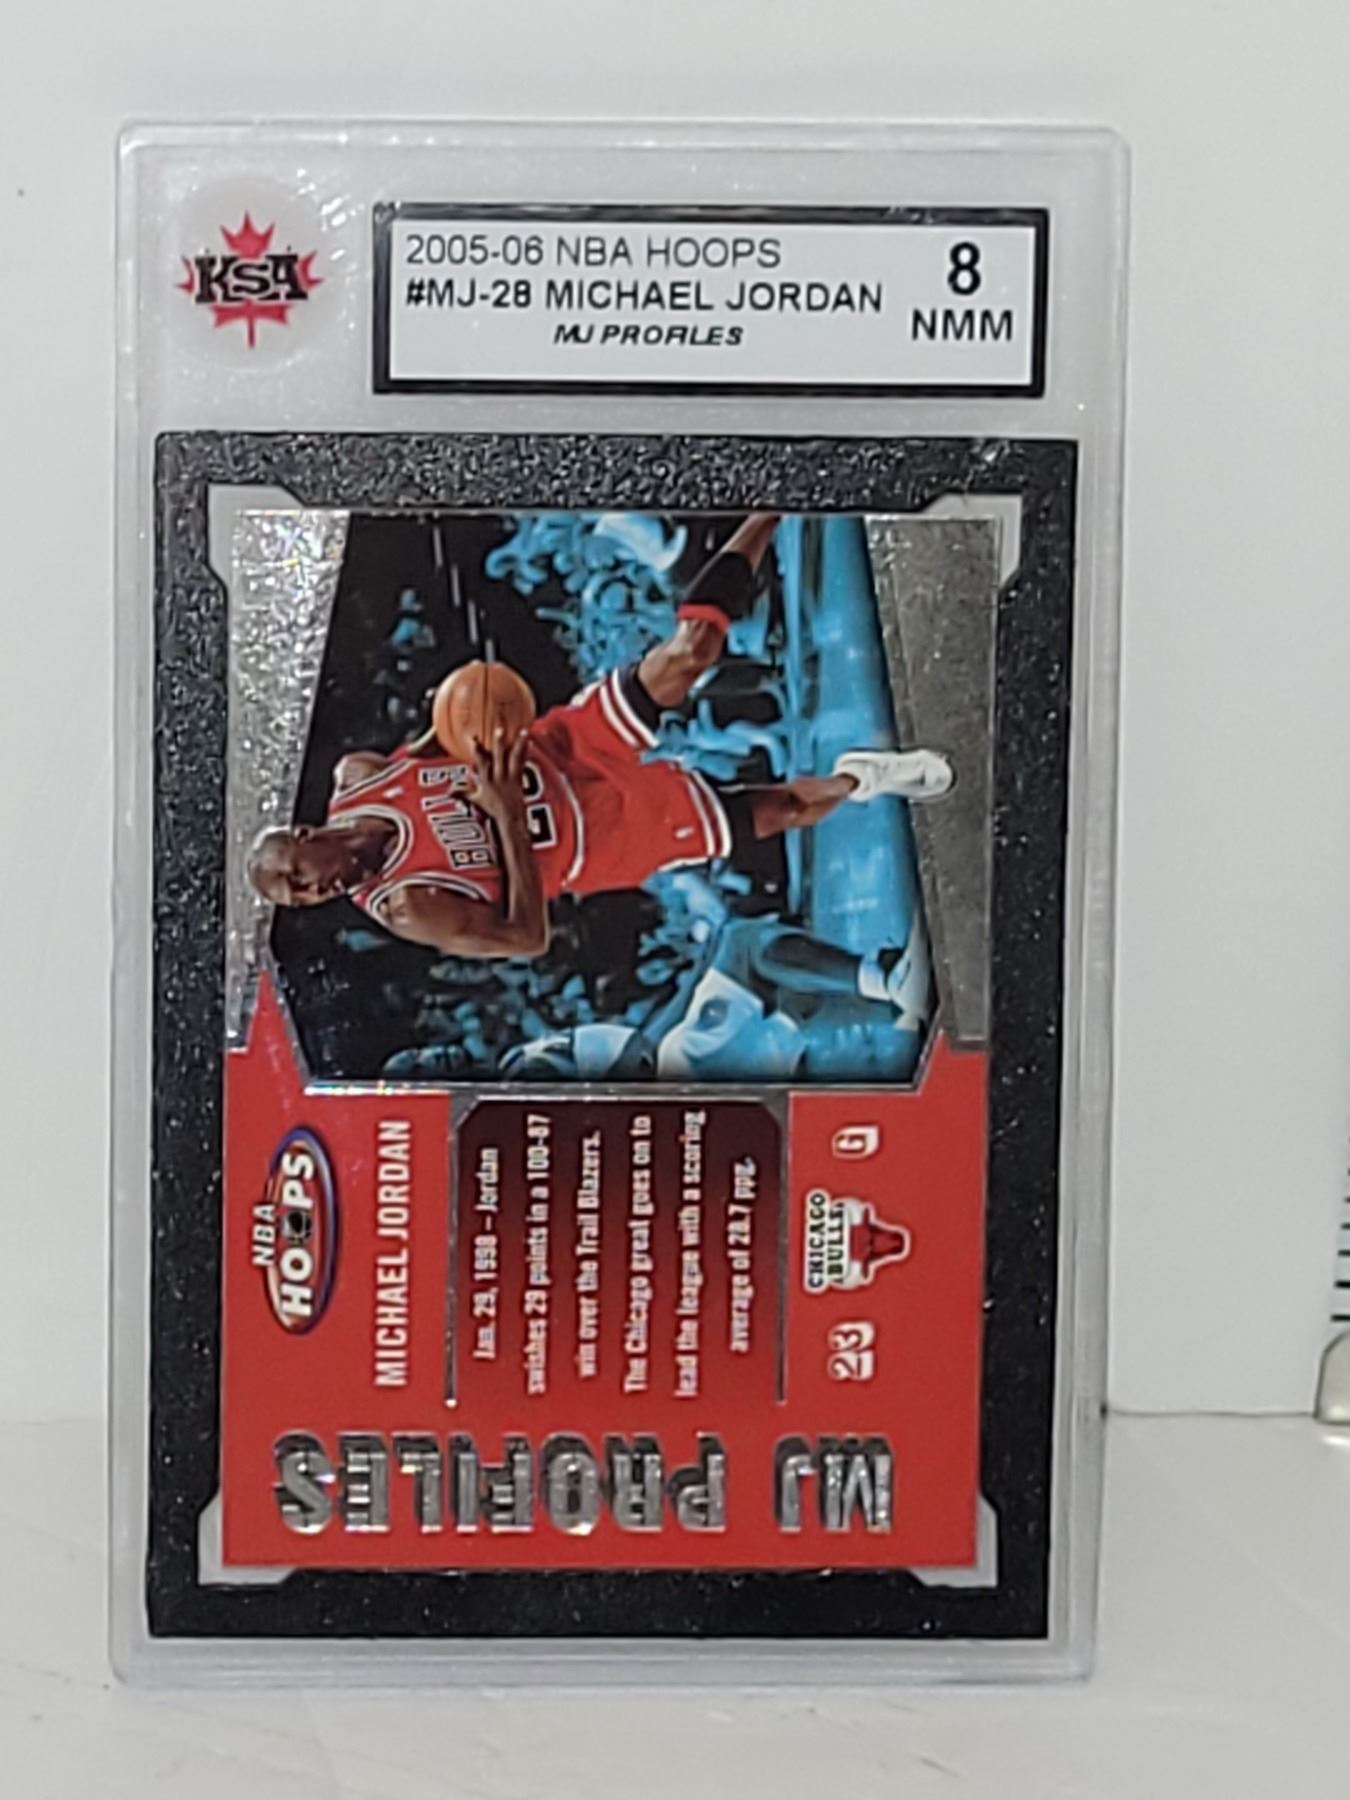 KSA
2005-06 NBA HOOPS
#MJ-28 MICHAEL JORDAN
MJ PROFILES
8
NMM
BULLS
23
NBA
HOOPS
MICHAEL JORDAN
Jan. 29, 1998 – Jordan
swishes 29 points in a 100-87
win over the Trail Blazers.
The Chicago great goes on to
lead the league with a scoring
average of 28.7 ppg.
23
CHICAGO
BULLS
G
MJ PROFILES